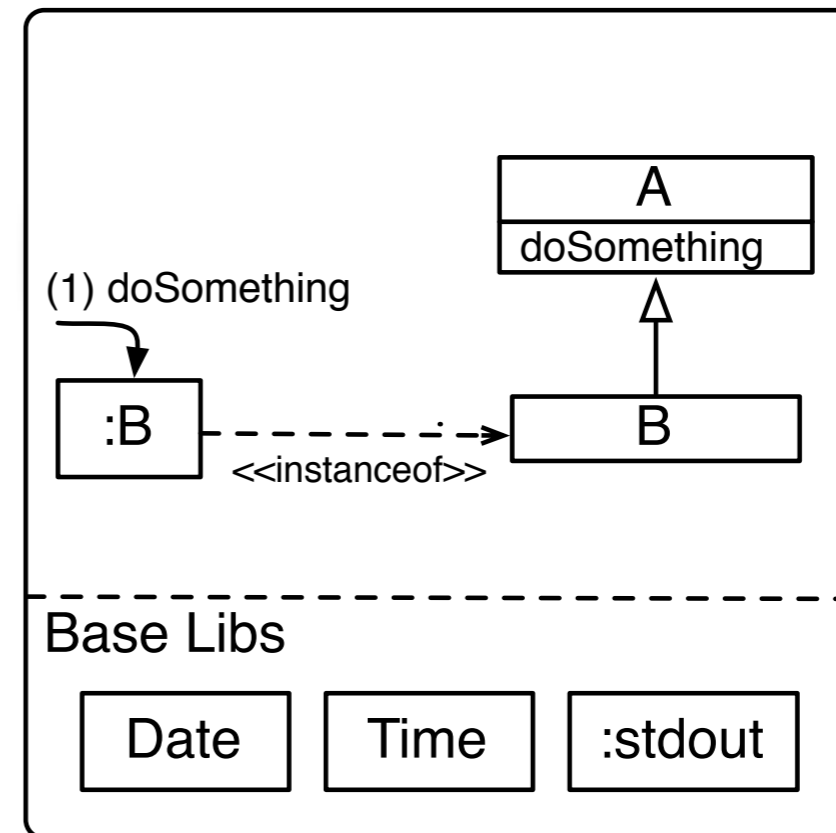 A
doSomething
(1) doSomething
:B
B
<<instanceof>>
Base Libs
Date
Time
:stdout